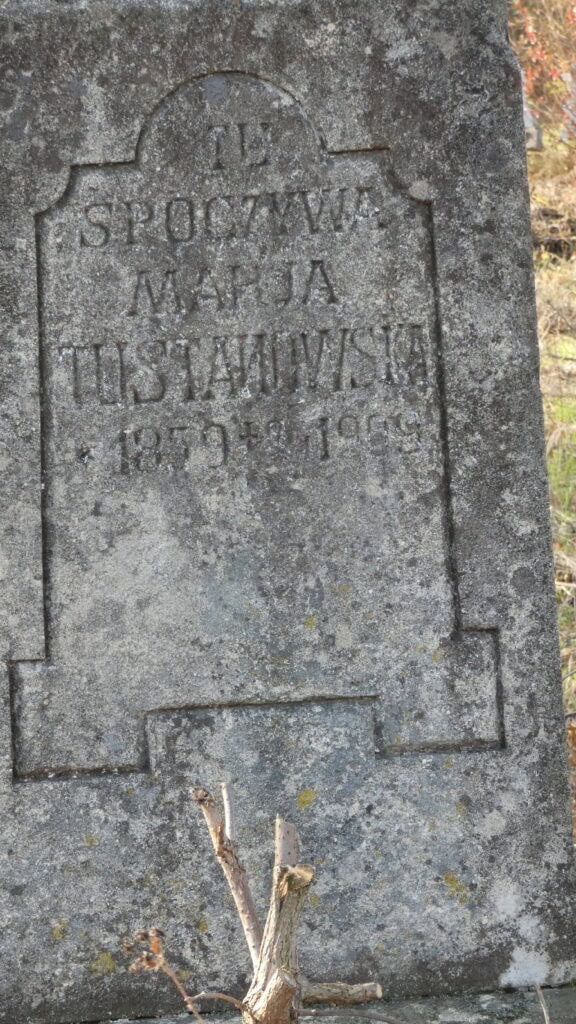 TU
SPOCZYWA
MARJA
TUSTANOWSKA
* 1859 †